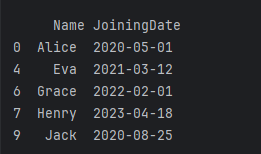 Name JoiningDate
0  Alice  2020-05-01
4    Eva  2021-03-12
6  Grace  2022-02-01
7  Henry  2023-04-18
9   Jack  2020-08-25